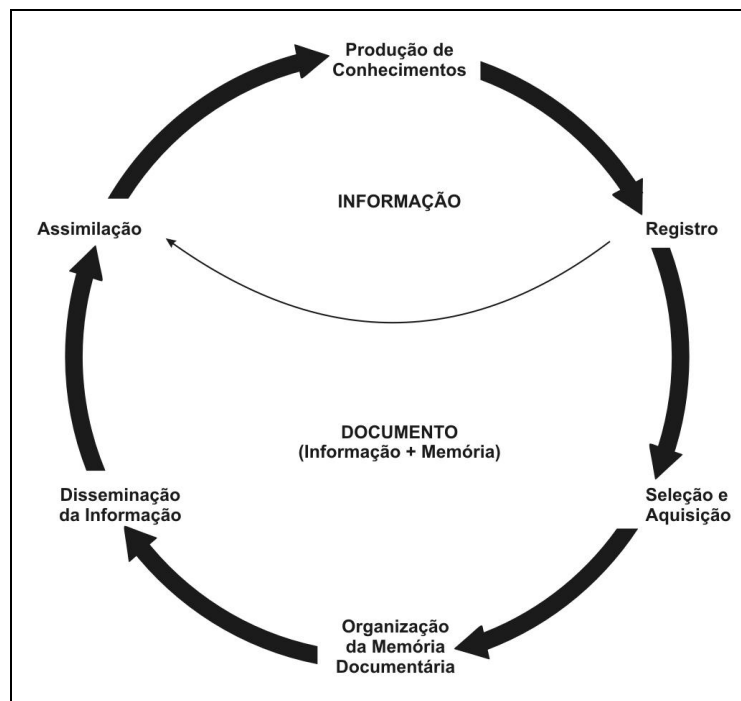 Produção de
Conhecimentos
INFORMAÇÃO
Assimilação
Registro
DOCUMENTO
(Informação + Memória)
Disseminação
da Informação
Seleção e
Aquisição
Organização
da Memória
Documentária